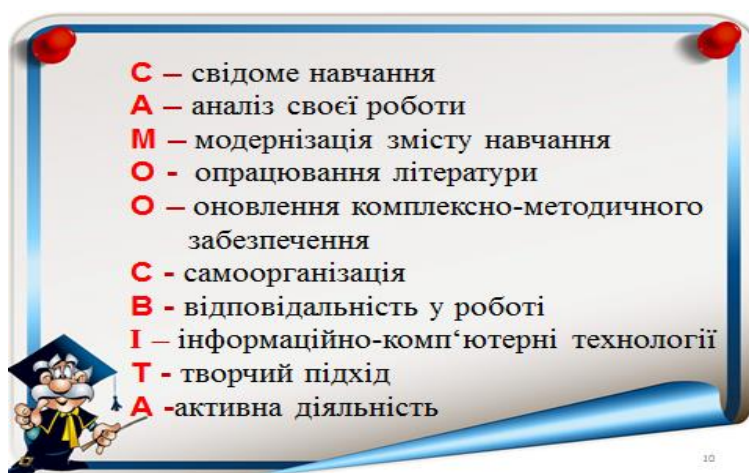 С – свідоме навчання
А – аналіз своєї роботи
М – модернізація змісту навчання
О - опрацювання літератури
О – оновлення комплексно-методичного
забезпечення
С - самоорганізація
В - відповідальність у роботі
І – інформаційно-комп‘ютерні технології
Т - творчий підхід
А -активна діяльність
10